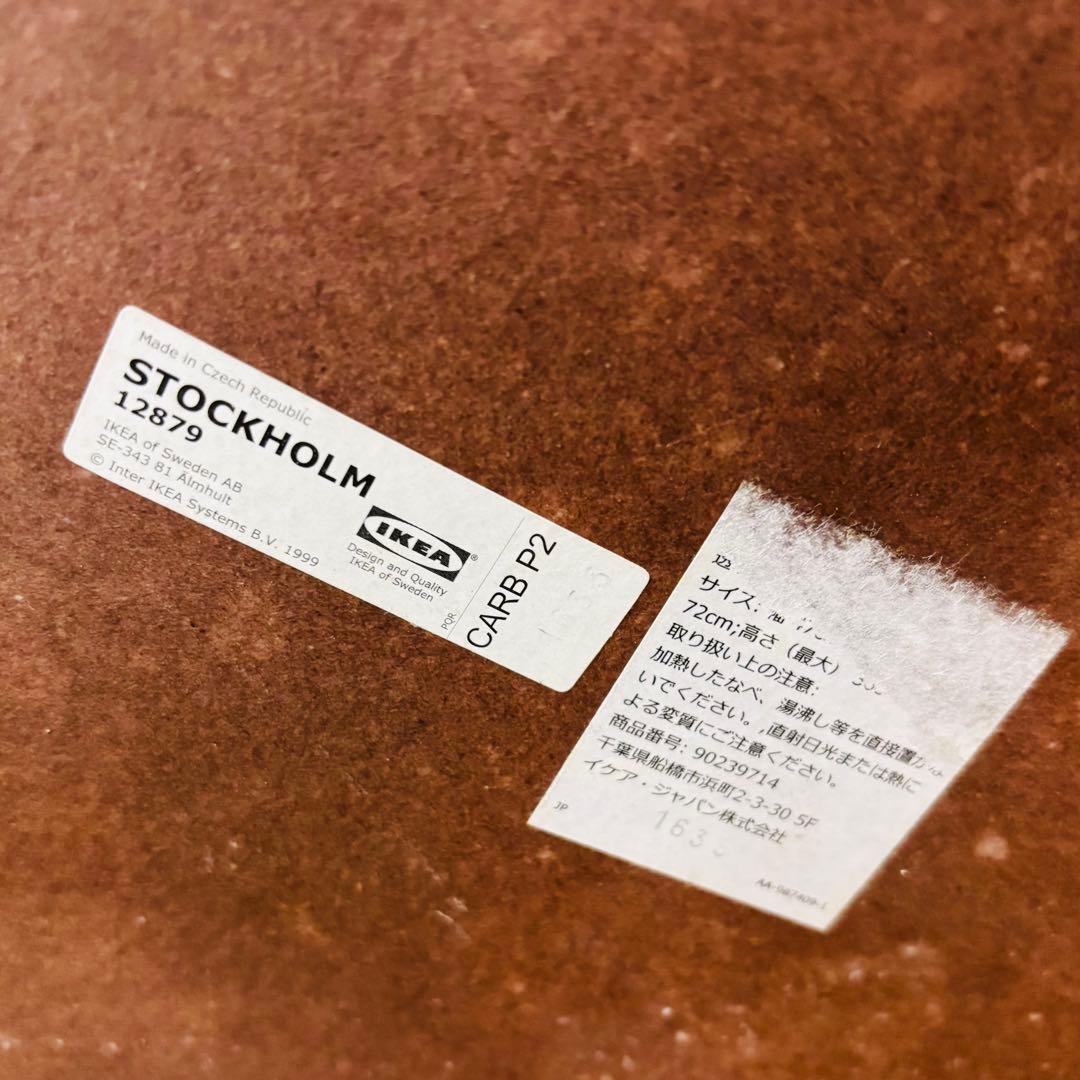 Made in Czech Republic
STOCKHOLM
12879
IKEA of Sweden AB
SE-343 81 Älmhult
© Inter IKEA Systems B.V. 1999
IKEA®
Design and Quality
IKEA of Sweden
PQR
CARB P2
サイズ:
72cm;高さ（最大）
取り扱い上の注意:
加熱したなべ、湯沸し等を直接置かな
いでください。,直射日光または熱に
よる変質にご注意ください。
商品番号: 90239714
千葉県船橋市浜町2-3-30 5F
イケア・ジャパン株式会社
JP
163
AA-987409-1